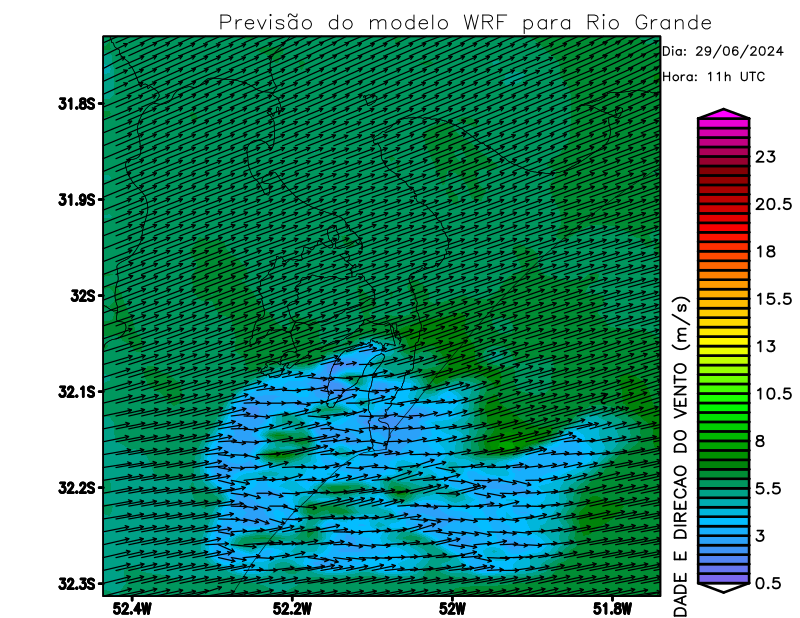 Previsão do modelo WRF para Rio Grande
Dia: 29/06/2024
Hora: 11h UTC
31.8S
31.9S
32S
32.1S
32.2S
32.3S
52.4W
52.2W
52W
51.8W
23
20.5
18
15.5
13
10.5
8
5.5
3
0.5
DADE E DIRECAO DO VENTO (m/s)